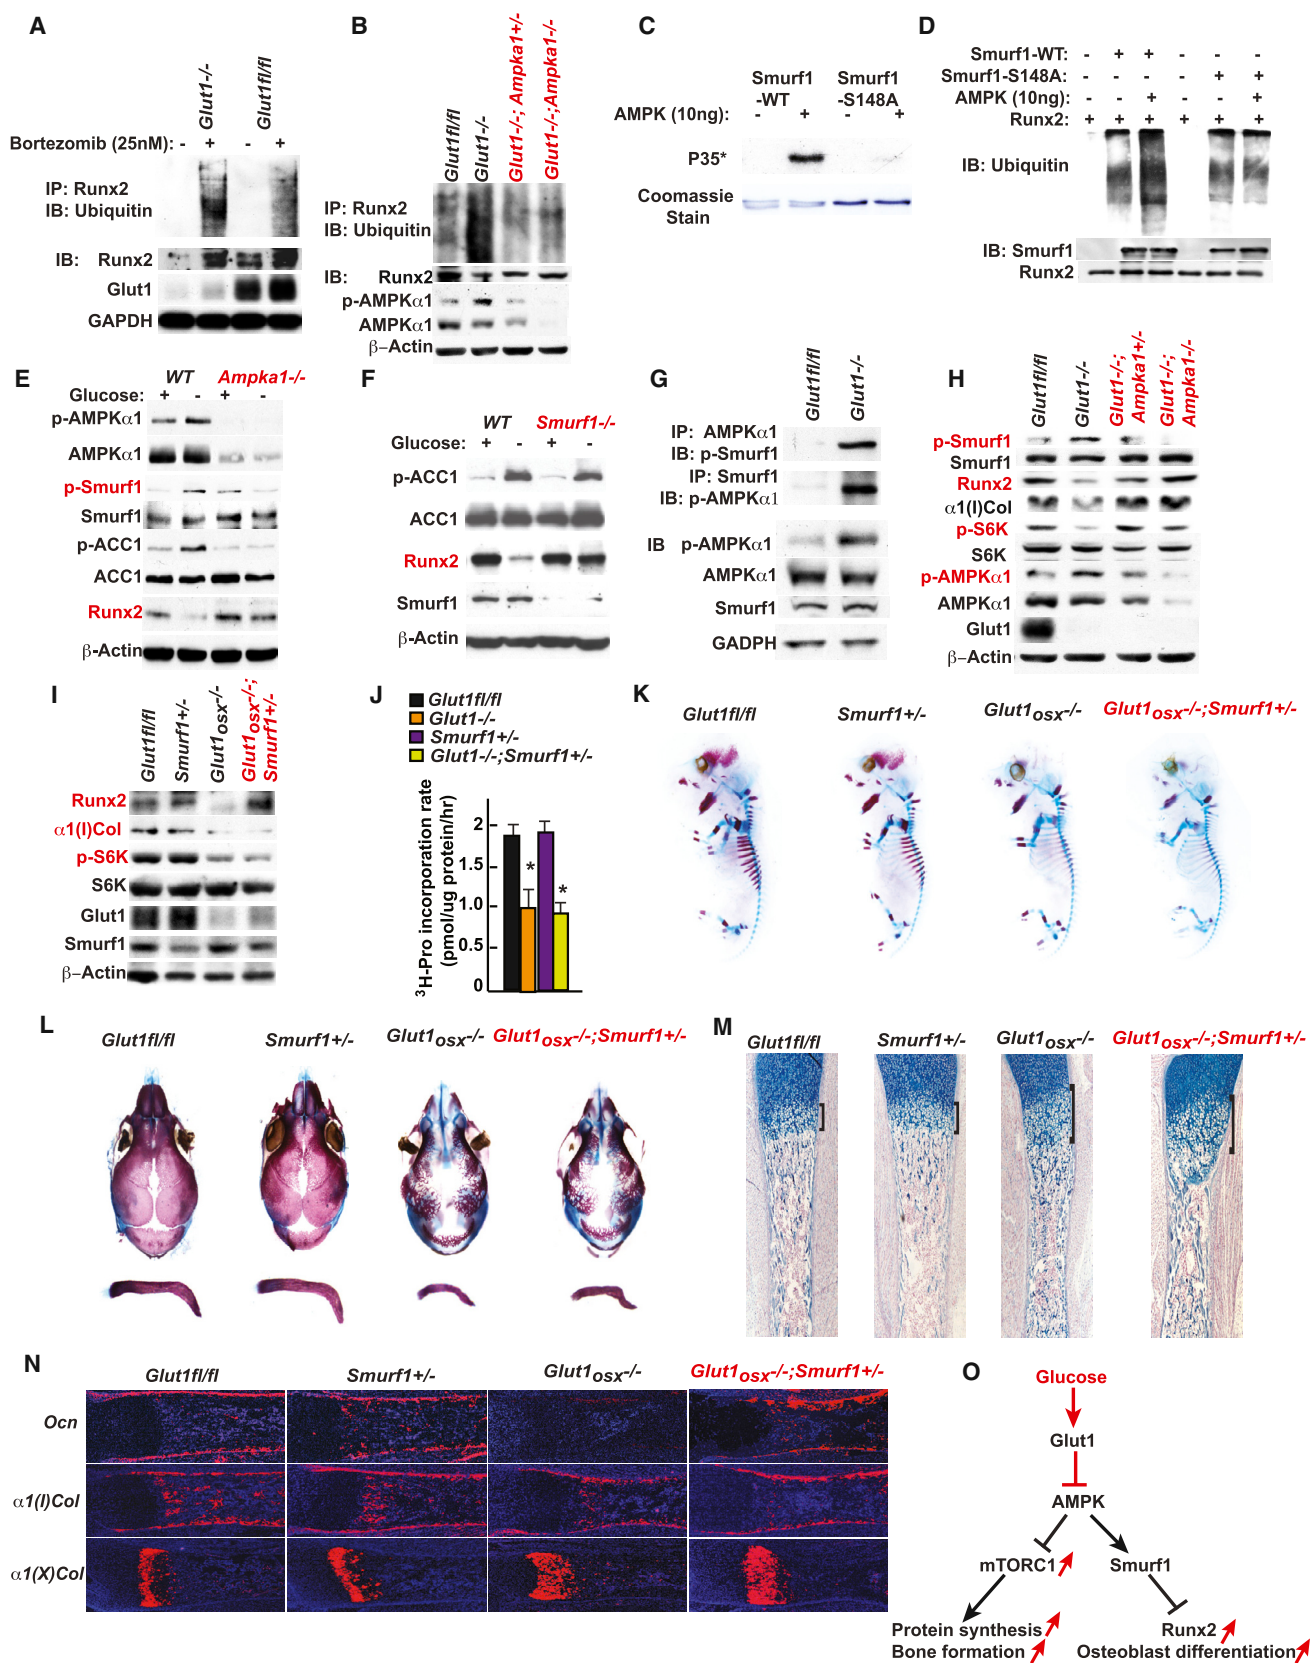 A
Glut1-/-
Glut1fl/fl
Bortezomib (25nM): - + - +
IP: Runx2
IB: Ubiquitin
IB: Runx2
Glut1
GAPDH
B
Glut1fl/fl
Glut1-/-
Glut1-/-; Ampka1+/-
Glut1-/-;Ampka1-/-
IP: Runx2
IB: Ubiquitin
IB: Runx2
p-AMPKα1
AMPKα1
β-Actin
C
Smurf1 Smurf1
-WT -S148A
AMPK (10ng): - + - +
P35*
Coomassie
Stain
D
Smurf1-WT: - + + - - -
Smurf1-S148A: - - - - + +
AMPK (10ng): - - + - - +
Runx2: + + + + + +
IB: Ubiquitin
IB: Smurf1
Runx2
E
WT Ampka1-/-
Glucose: + - + -
p-AMPKα1
AMPKα1
p-Smurf1
Smurf1
p-ACC1
ACC1
Runx2
β-Actin
F
WT Smurf1-/-
Glucose: + - + -
p-ACC1
ACC1
Runx2
Smurf1
β-Actin
G
Glut1fl/fl
Glut1-/-
IP: AMPKα1
IB: p-Smurf1
IP: Smurf1
IB: p-AMPKα1
IB p-AMPKα1
AMPKα1
Smurf1
GADPH
H
Glut1fl/fl
Glut1-/-
Glut1-/-;
Ampka1+/-
Glut1-/-;
Ampka1-/-
p-Smurf1
Smurf1
Runx2
α1(I)Col
p-S6K
S6K
p-AMPKα1
AMPKα1
Glut1
β-Actin
I
Glut1fl/fl
Smurf1+/-
Glut1osx-/-
Glut1osx-/-;
Smurf1+/-
Runx2
α1(I)Col
p-S6K
S6K
Glut1
Smurf1
β-Actin
J
Glut1fl/fl
Glut1-/-
Smurf1+/-
Glut1-/-;Smurf1+/-
3H-Pro incorporation rate
(pmol/ug protein/hr)
2
1.5
1.0
0.5
0
* *
K
Glut1fl/fl Smurf1+/- Glut1osx-/- Glut1osx-/-;Smurf1+/-
L
Glut1fl/fl Smurf1+/- Glut1osx-/- Glut1osx-/-;Smurf1+/-
M
Glut1fl/fl Smurf1+/- Glut1osx-/- Glut1osx-/-;Smurf1+/-
N
Glut1fl/fl Smurf1+/- Glut1osx-/- Glut1osx-/-;Smurf1+/-
Ocn
α1(I)Col
α1(X)Col
O
Glucose
Glut1
AMPK
mTORC1 Smurf1
Protein synthesis Runx2
Bone formation Osteoblast differentiation